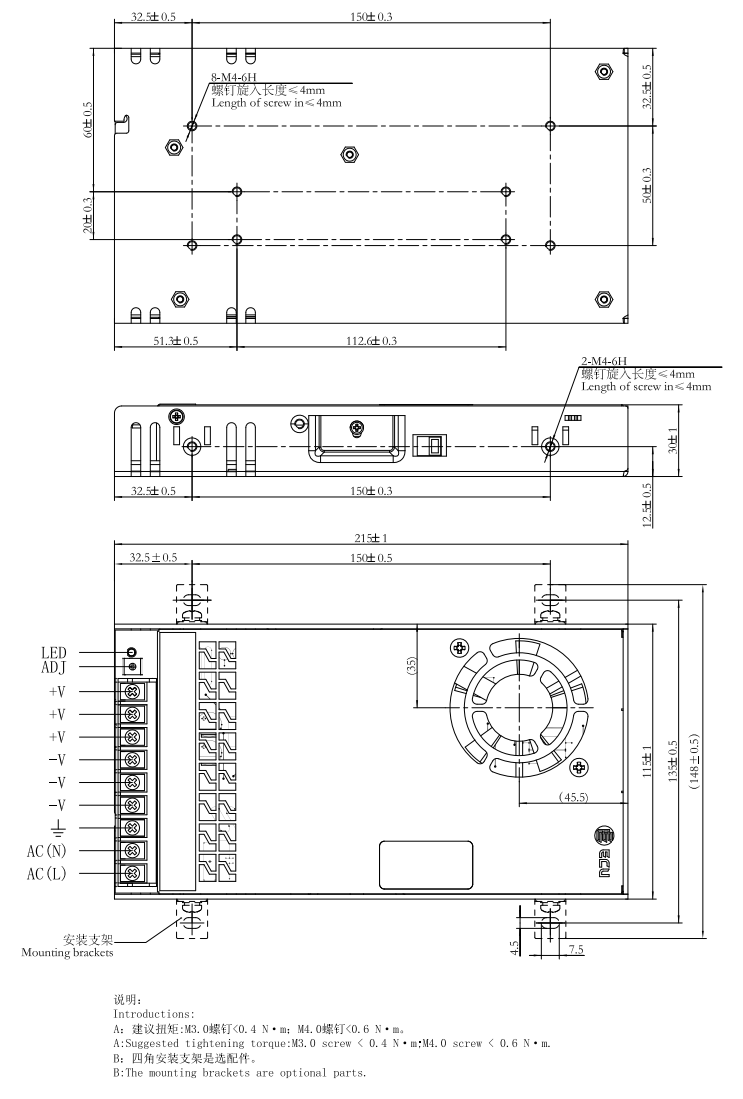 32.5±0.5
150±0.3
8-M4-6H
螺钉旋入长度≤4mm
Length of screw in≤4mm
60±0.5
20±0.3
32.5±0.5
50±0.3
51.3±0.5
112.6±0.3
2-M4-6H
螺钉旋入长度≤4mm
Length of screw in≤4mm
30±1
12.5±0.5
32.5±0.5
150±0.3
215±1
32.5±0.5
150±0.5
LED
ADJ
+V
+V
+V
-V
-V
-V
AC(N)
AC(L)
(35)
(45.5)
115±1
135±0.5
(148±0.5)
安装支架
Mounting brackets
4.5
7.5
说明:
Introductions:
A: 建议扭矩:M3.0螺钉<0.4 N·m; M4.0螺钉<0.6 N·m。
A:Suggested tightening torque:M3.0 screw < 0.4 N·m;M4.0 screw < 0.6 N·m.
B: 四角安装支架是选配件。
B:The mounting brackets are optional parts.